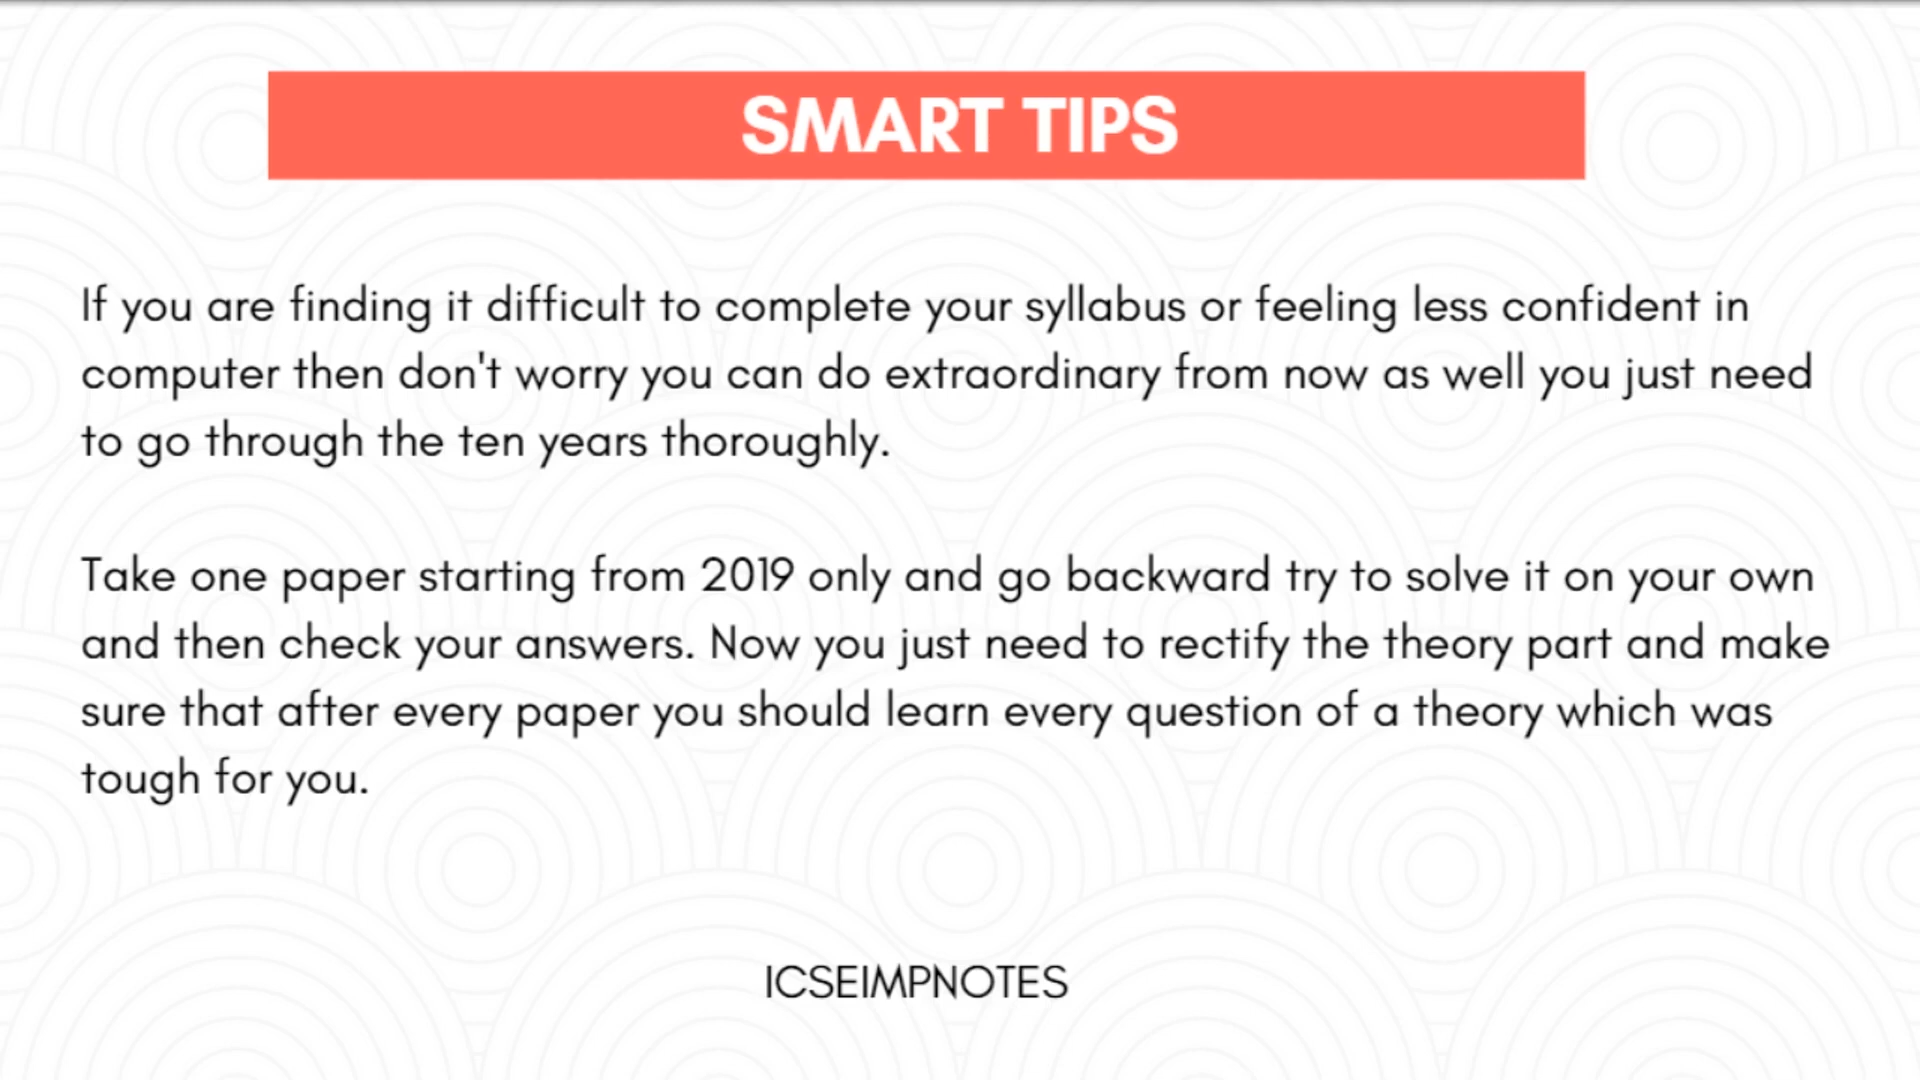 SMART TIPS
If you are finding it difficult to complete your syllabus or feeling less confident in
computer then don't worry you can do extraordinary from now as well you just need
to go through the ten years thoroughly.
Take one paper starting from 2019 only and go backward try to solve it on your own
and then check your answers. Now you just need to rectify the theory part and make
sure that after every paper you should learn every question of a theory which was
tough for you.
ICSEIMPNOTES